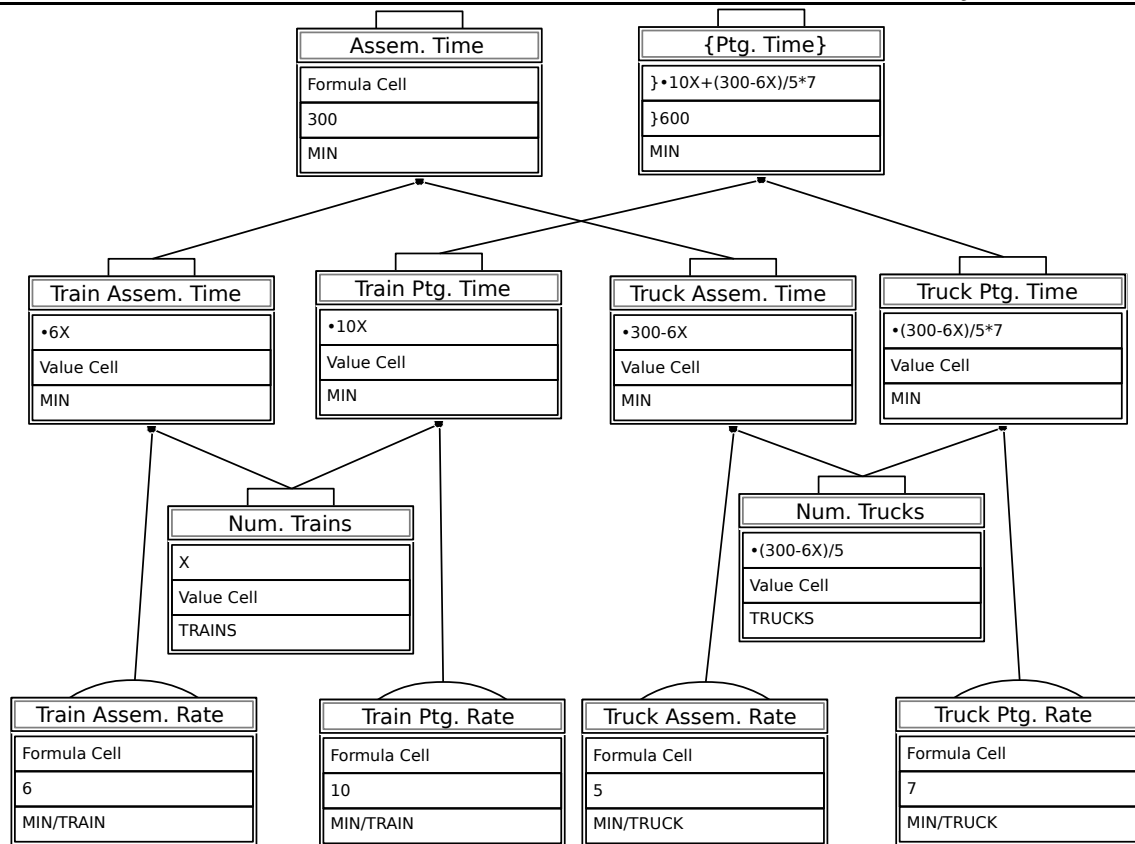 Assem. Time
Formula Cell
300
MIN
{Ptg. Time}
}•10X+(300-6X)/5*7
}600
MIN
Train Assem. Time
•6X
Value Cell
MIN
Train Ptg. Time
•10X
Value Cell
MIN
Truck Assem. Time
•300-6X
Value Cell
MIN
Truck Ptg. Time
•(300-6X)/5*7
Value Cell
MIN
Num. Trains
X
Value Cell
TRAINS
Num. Trucks
•(300-6X)/5
Value Cell
TRUCKS
Train Assem. Rate
Formula Cell
6
MIN/TRAIN
Train Ptg. Rate
Formula Cell
10
MIN/TRAIN
Truck Assem. Rate
Formula Cell
5
MIN/TRUCK
Truck Ptg. Rate
Formula Cell
7
MIN/TRUCK